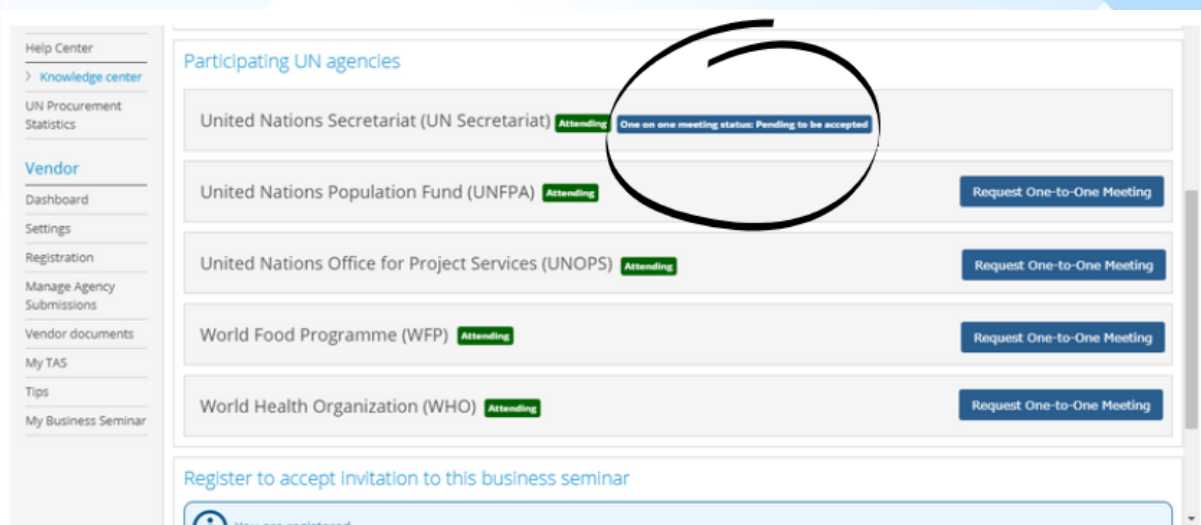 Help Center
Participating UN agencies
> Knowledge center
UN Procurement
Statistics
United Nations Secretariat (UN Secretariat) Attending One on one meeting status: Pending to be accepted
Vendor
Dashboard
United Nations Population Fund (UNFPA) Attending Request One-to-One Meeting
Settings
Registration
United Nations Office for Project Services (UNOPS) Attending Request One-to-One Meeting
Manage Agency
Submissions
Vendor documents
World Food Programme (WFP) Attending Request One-to-One Meeting
My TAS
Tips
World Health Organization (WHO) Attending Request One-to-One Meeting
My Business Seminar
Register to accept invitation to this business seminar
You are registered